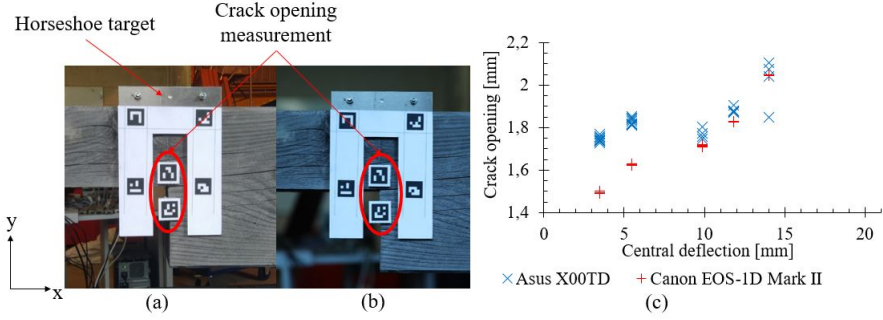 Horseshoe target
Crack opening
measurement
y
x
(a)
(b)
Crack opening [mm]
2,2
2
1,8
1,6
1,4
0
5
10
15
20
Central deflection [mm]
Asus X00TD
Canon EOS-1D Mark II
(c)